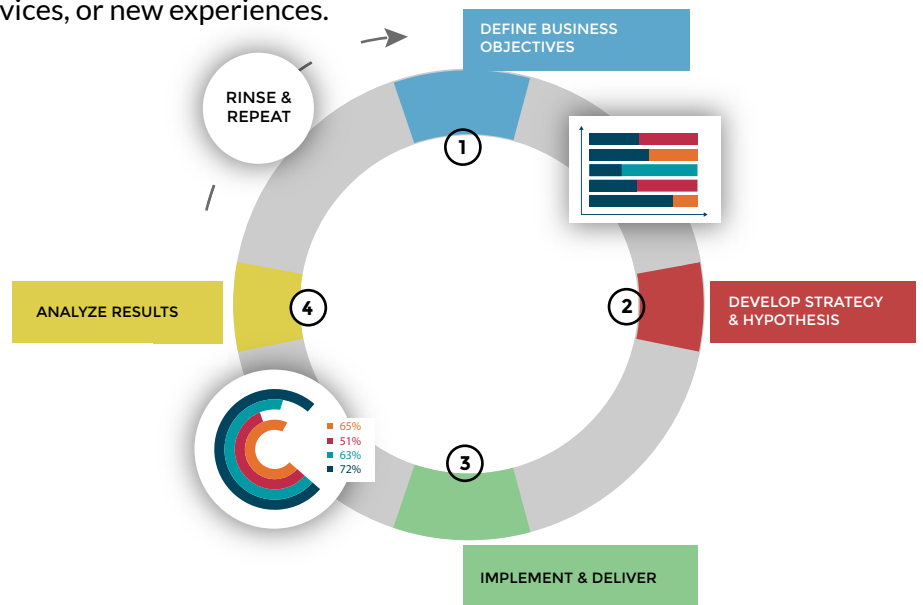 vices, or new experiences.
DEFINE BUSINESS
OBJECTIVES
RINSE &
REPEAT
1
ANALYZE RESULTS
4
2
DEVELOP STRATEGY
& HYPOTHESIS
65%
51%
63%
72%
3
IMPLEMENT & DELIVER